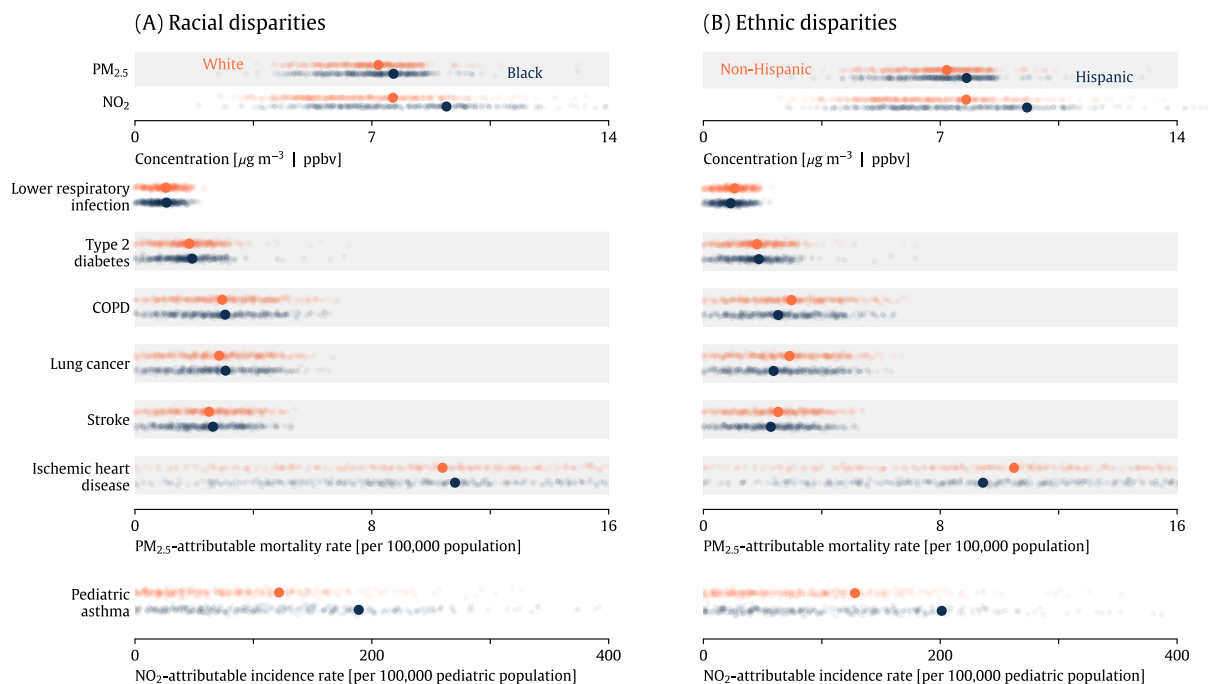 (A) Racial disparities
White
Black
PM₂.₅
NO₂
0 7 14
Concentration [μg m⁻³ | ppbv]
Lower respiratory
infection
Type 2
diabetes
COPD
Lung cancer
Stroke
Ischemic heart
disease
0 8 16
PM₂.₅-attributable mortality rate [per 100,000 population]
Pediatric
asthma
0 200 400
NO₂-attributable incidence rate [per 100,000 pediatric population]
(B) Ethnic disparities
Non-Hispanic
Hispanic
0 7 14
Concentration [μg m⁻³ | ppbv]
0 8 16
PM₂.₅-attributable mortality rate [per 100,000 population]
0 200 400
NO₂-attributable incidence rate [per 100,000 pediatric population]